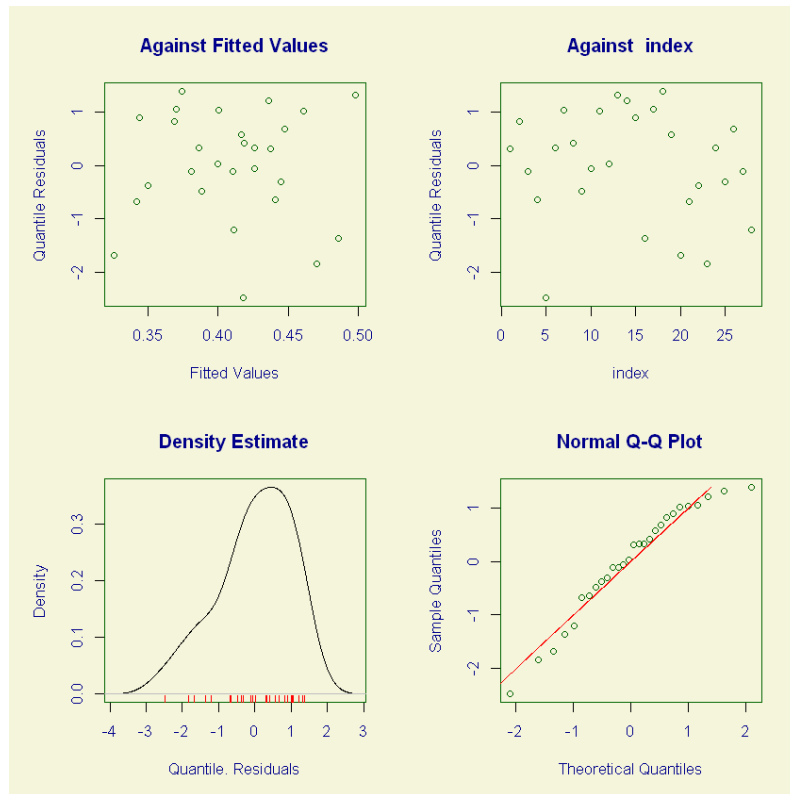 Against Fitted Values
Quantile Residuals
1
0
-1
-2
0.35 0.40 0.45 0.50
Fitted Values
Against index
Quantile Residuals
1
0
-1
-2
0 5 10 15 20 25
index
Density Estimate
Density
0.3
0.2
0.1
0.0
-4 -3 -2 -1 0 1 2 3
Quantile. Residuals
Normal Q-Q Plot
Sample Quantiles
1
0
-1
-2
-2 -1 0 1 2
Theoretical Quantiles